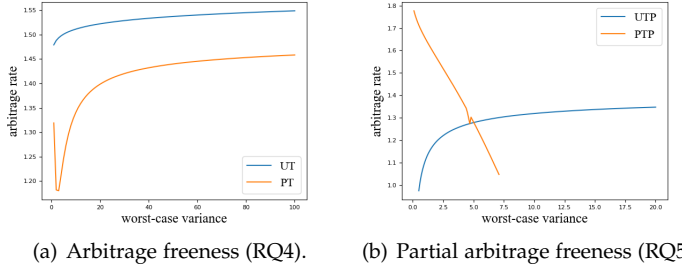 1.55
1.50
1.45
1.40
1.35
1.30
1.25
1.20
arbitrage rate
UT
PT
0 20 40 60 80 100
worst-case variance
(a) Arbitrage freeness (RQ4).
1.8
1.7
1.6
1.5
1.4
1.3
1.2
1.1
1.0
arbitrage rate
UTP
PTP
0.0 2.5 5.0 7.5 10.0 12.5 15.0 17.5 20.0
worst-case variance
(b) Partial arbitrage freeness (RQ5